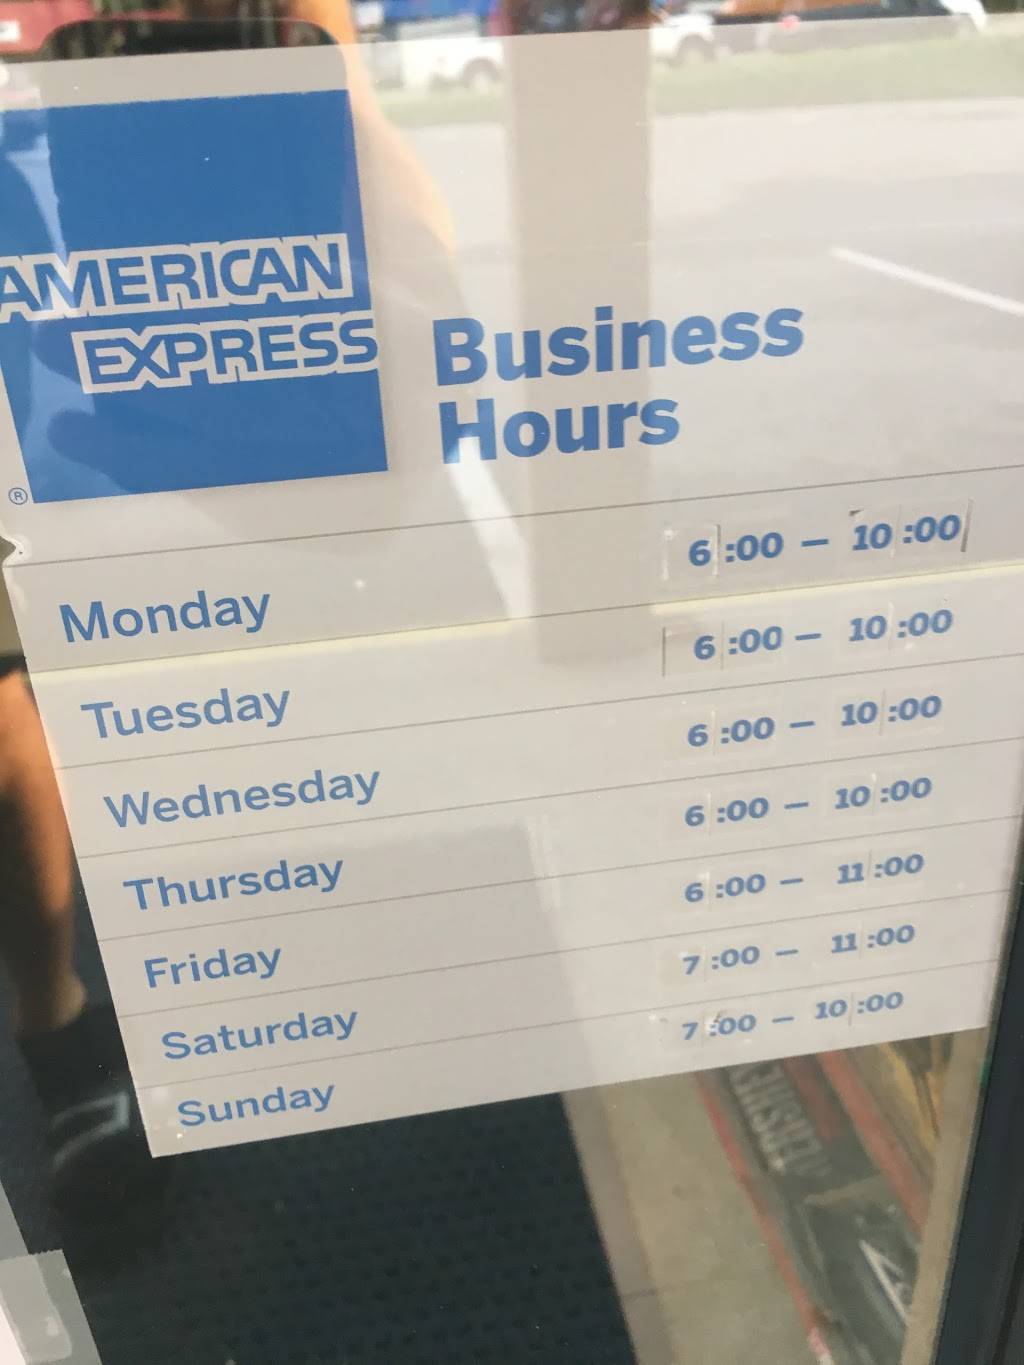 AMERICAN
EXPRESS
®
Business
Hours
Monday 6:00 – 10:00
Tuesday 6:00 – 10:00
Wednesday 6:00 – 10:00
Thursday 6:00 – 10:00
Friday 6:00 – 11:00
Saturday 7:00 – 11:00
Sunday 7:00 – 10:00